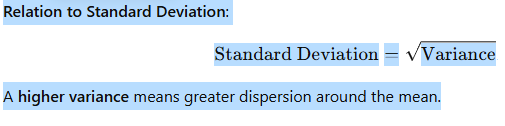 Relation to Standard Deviation:
Standard Deviation = √Variance
A higher variance means greater dispersion around the mean.